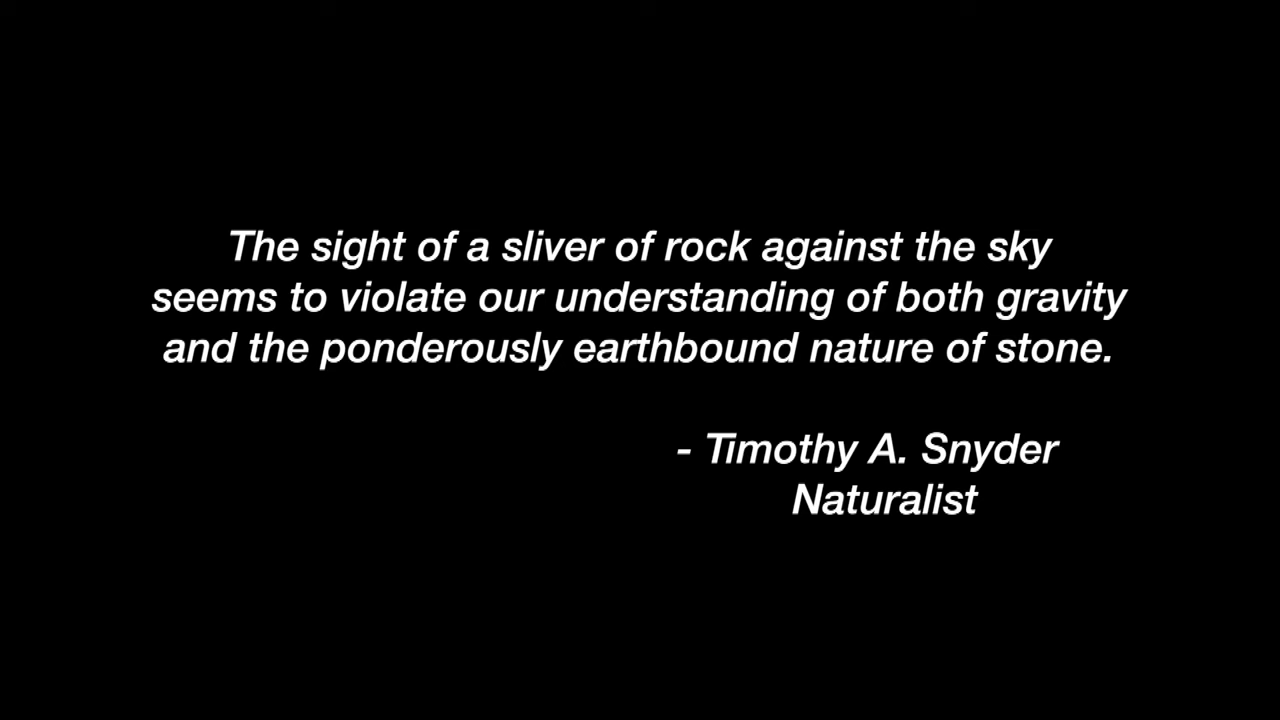 The sight of a sliver of rock against the sky
seems to violate our understanding of both gravity
and the ponderously earthbound nature of stone.
- Timothy A. Snyder
Naturalist